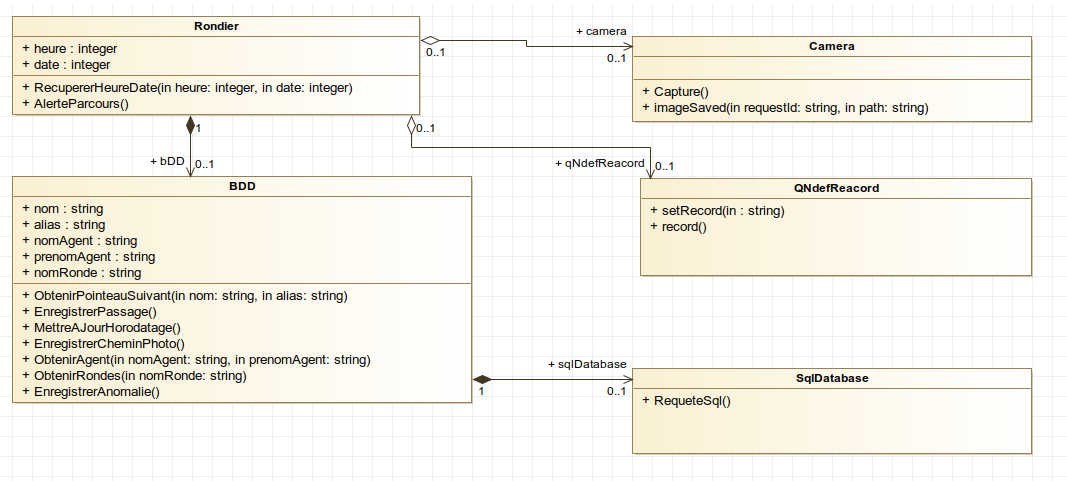 Rondier
+ heure : integer
+ date : integer
+ RecupererHeureDate(in heure: integer, in date: integer)
+ AlerteParcours()
0..1
+ camera
0..1
Camera
+ Capture()
+ imageSaved(in requestId: string, in path: string)
1
+ bDD
0..1
0..1
+ qNdefReacord
0..1
BDD
+ nom : string
+ alias : string
+ nomAgent : string
+ prenomAgent : string
+ nomRonde : string
+ ObtenirPointeauSuivant(in nom: string, in alias: string)
+ EnregistrerPassage()
+ MettreAJourHorodatage()
+ EnregistrerCheminPhoto()
+ ObtenirAgent(in nomAgent: string, in prenomAgent: string)
+ ObtenirRondes(in nomRonde: string)
+ EnregistrerAnomalie()
QNdefReacord
+ setRecord(in : string)
+ record()
1
+ sqlDatabase
0..1
SqlDatabase
+ RequeteSql()